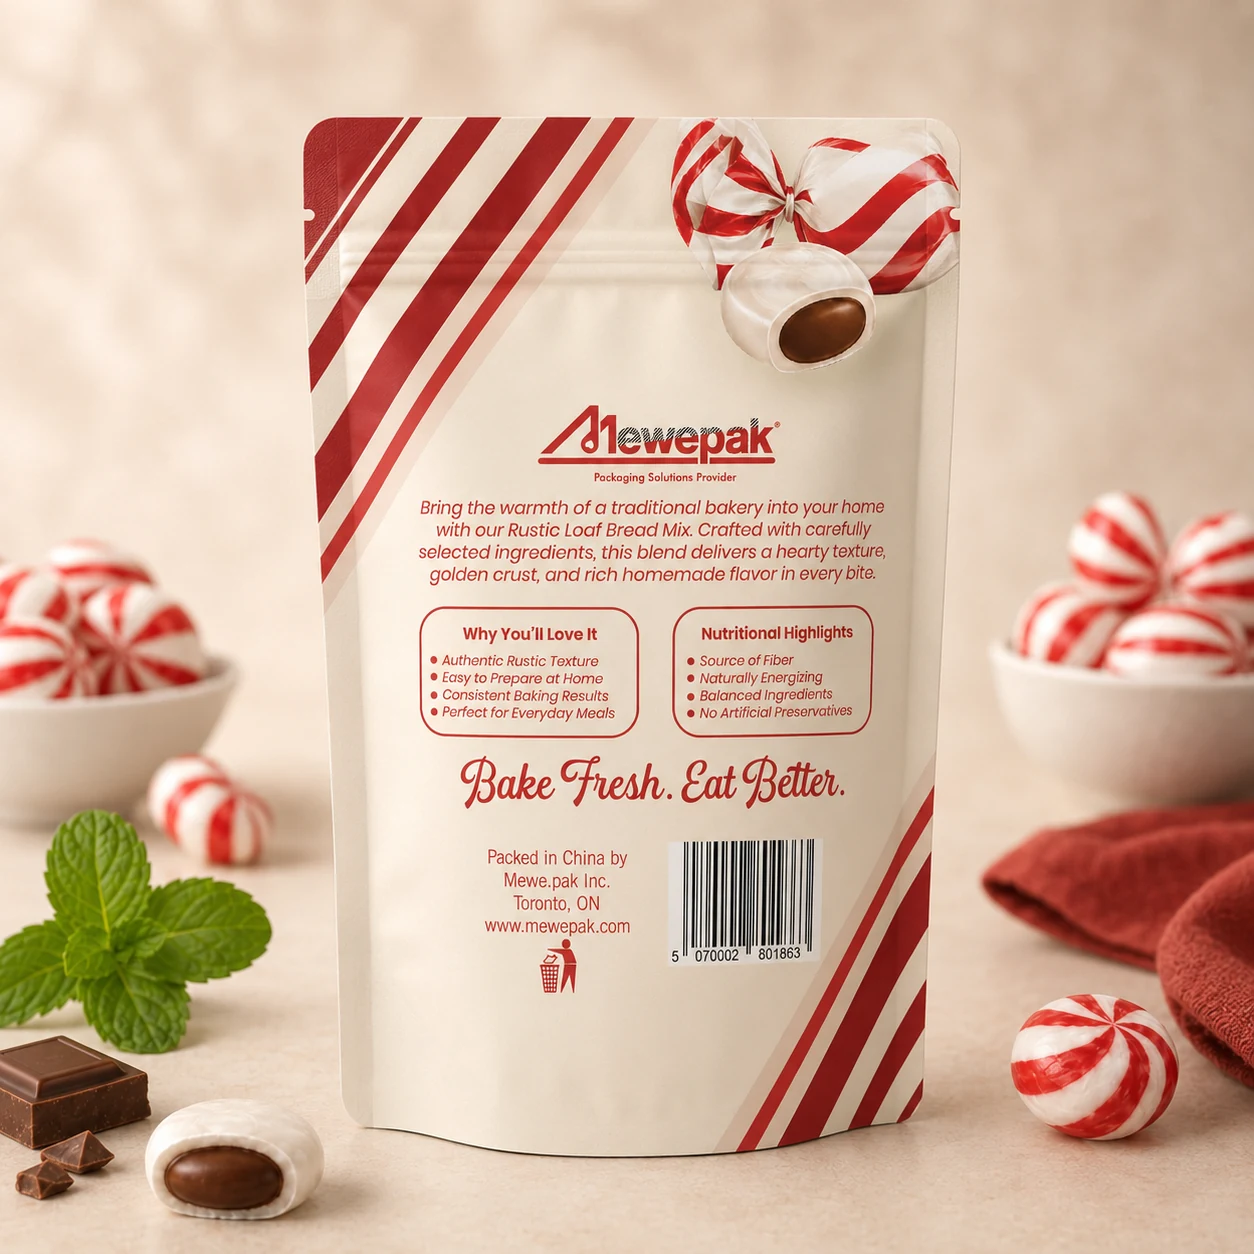 Mewepak®
Packaging Solutions Provider
Bring the warmth of a traditional bakery into your home
with our Rustic Loaf Bread Mix. Crafted with carefully
selected ingredients, this blend delivers a hearty texture,
golden crust, and rich homemade flavor in every bite.
Why You'll Love It
• Authentic Rustic Texture
• Easy to Prepare at Home
• Consistent Baking Results
• Perfect for Everyday Meals
Nutritional Highlights
• Source of Fiber
• Naturally Energizing
• Balanced Ingredients
• No Artificial Preservatives
Bake Fresh. Eat Better.
Packed in China by
Mewe.pak Inc.
Toronto, ON
www.mewepak.com
5 070002 801863